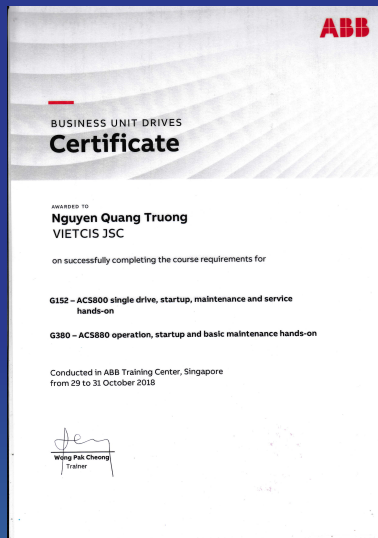 ABB
BUSINESS UNIT DRIVES
Certificate
AWARDED TO
Nguyen Quang Truong
VIETCIS JSC
on successfully completing the course requirements for
G152 – ACS800 single drive, startup, maintenance and service
hands-on
G380 – ACS880 operation, startup and basic maintenance hands-on
Conducted in ABB Training Center, Singapore
from 29 to 31 October 2018
Wong Pak Cheong
Trainer